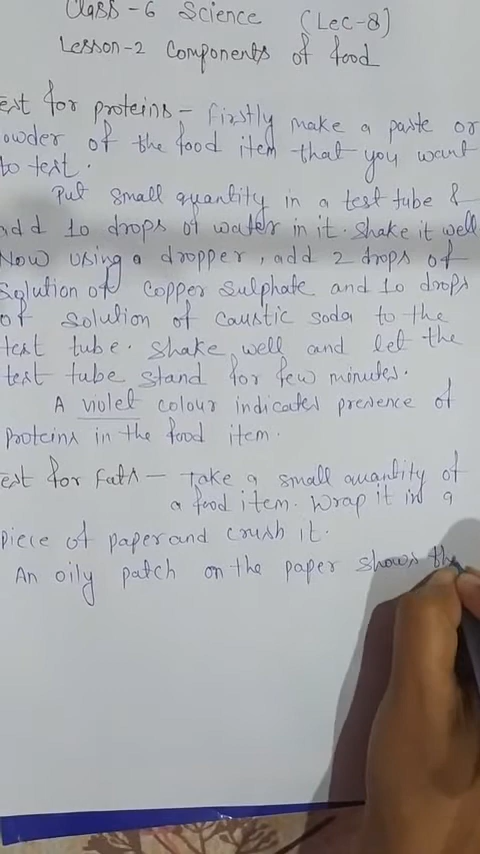 Class-6 Science (Lec-8)
Lesson-2 Components of food
est for proteins - Firstly make a paste or
owder of the food item that you want
to test.
Put small quantity in a test tube &
add 10 drops of water in it. Shake it well
Now using a dropper, add 2 drops of
solution of copper sulphate and 10 drops
of solution of caustic soda to the
test tube. Shake well and let the
test tube stand for few minutes.
A violet colour indicates presence of
proteins in the food item.
est for Fats - Take a small quantity of
a food item. Wrap it in a
piece of paper and crush it.
An oily patch on the paper shows the